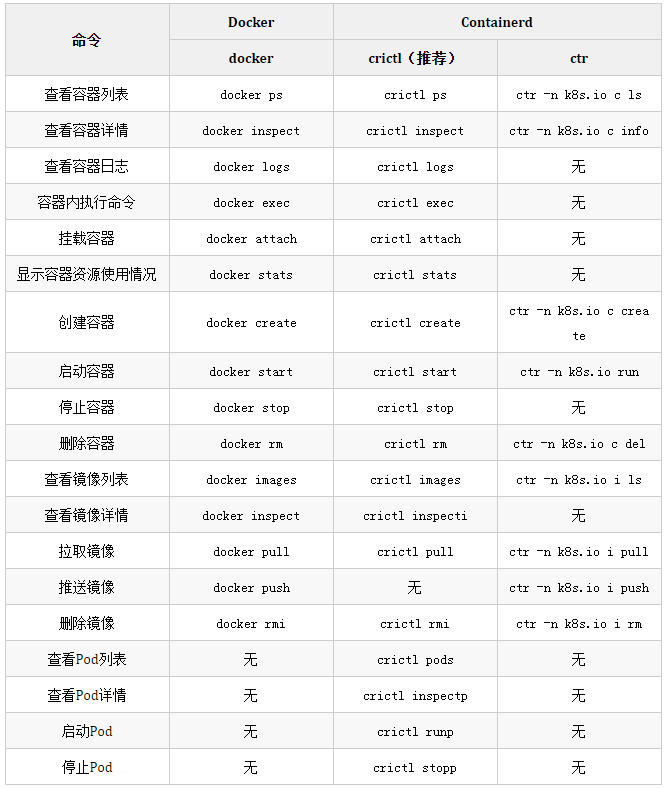 命令 Docker Containerd
docker crictl（推荐） ctr
查看容器列表 docker ps crictl ps ctr -n k8s.io c ls
查看容器详情 docker inspect crictl inspect ctr -n k8s.io c info
查看容器日志 docker logs crictl logs 无
容器内执行命令 docker exec crictl exec 无
挂载容器 docker attach crictl attach 无
显示容器资源使用情况 docker stats crictl stats 无
创建容器 docker create crictl create ctr -n k8s.io c crea
te
启动容器 docker start crictl start ctr -n k8s.io run
停止容器 docker stop crictl stop 无
删除容器 docker rm crictl rm ctr -n k8s.io c del
查看镜像列表 docker images crictl images ctr -n k8s.io i ls
查看镜像详情 docker inspect crictl inspecti 无
拉取镜像 docker pull crictl pull ctr -n k8s.io i pull
推送镜像 docker push 无 ctr -n k8s.io i push
删除镜像 docker rmi crictl rmi ctr -n k8s.io i rm
查看Pod列表 无 crictl pods 无
查看Pod详情 无 crictl inspectp 无
启动Pod 无 crictl runp 无
停止Pod 无 crictl stopp 无